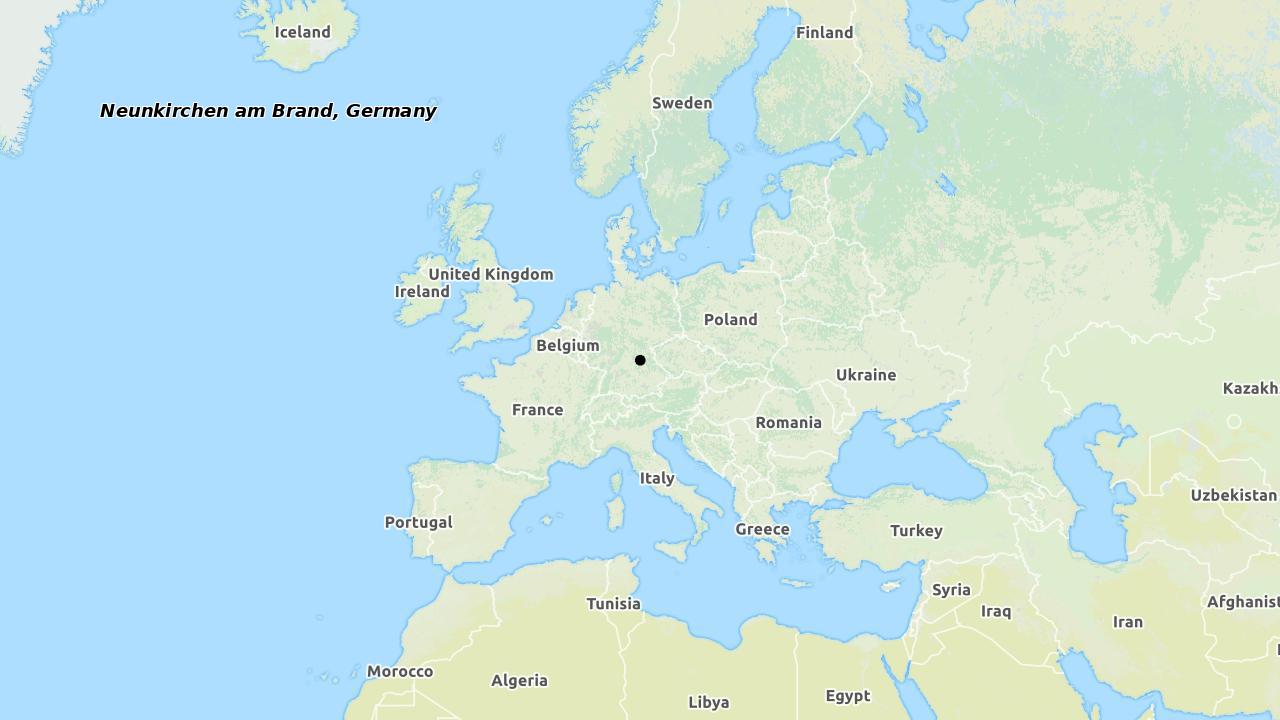 Iceland
Finland
Neunkirchen am Brand, Germany
Sweden
United Kingdom
Ireland
Poland
Belgium
Ukraine
Kazakh
France
Romania
Italy
Uzbekistan
Portugal
Greece
Turkey
Syria
Tunisia
Iraq
Afghanist
Iran
Morocco
Algeria
Egypt
Libya